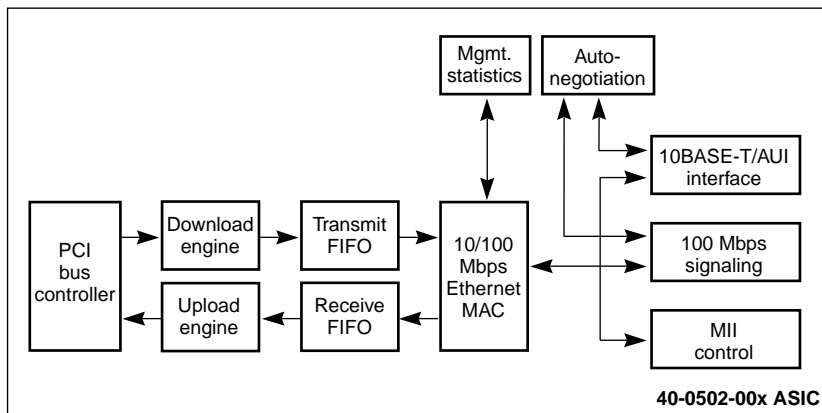 Mgmt.
statistics
Auto-
negotiation
10BASE-T/AUI
interface
PCI
bus
controller
Download
engine
Transmit
FIFO
10/100
Mbps
Ethernet
MAC
100 Mbps
signaling
Upload
engine
Receive
FIFO
MII
control
40-0502-00x ASIC